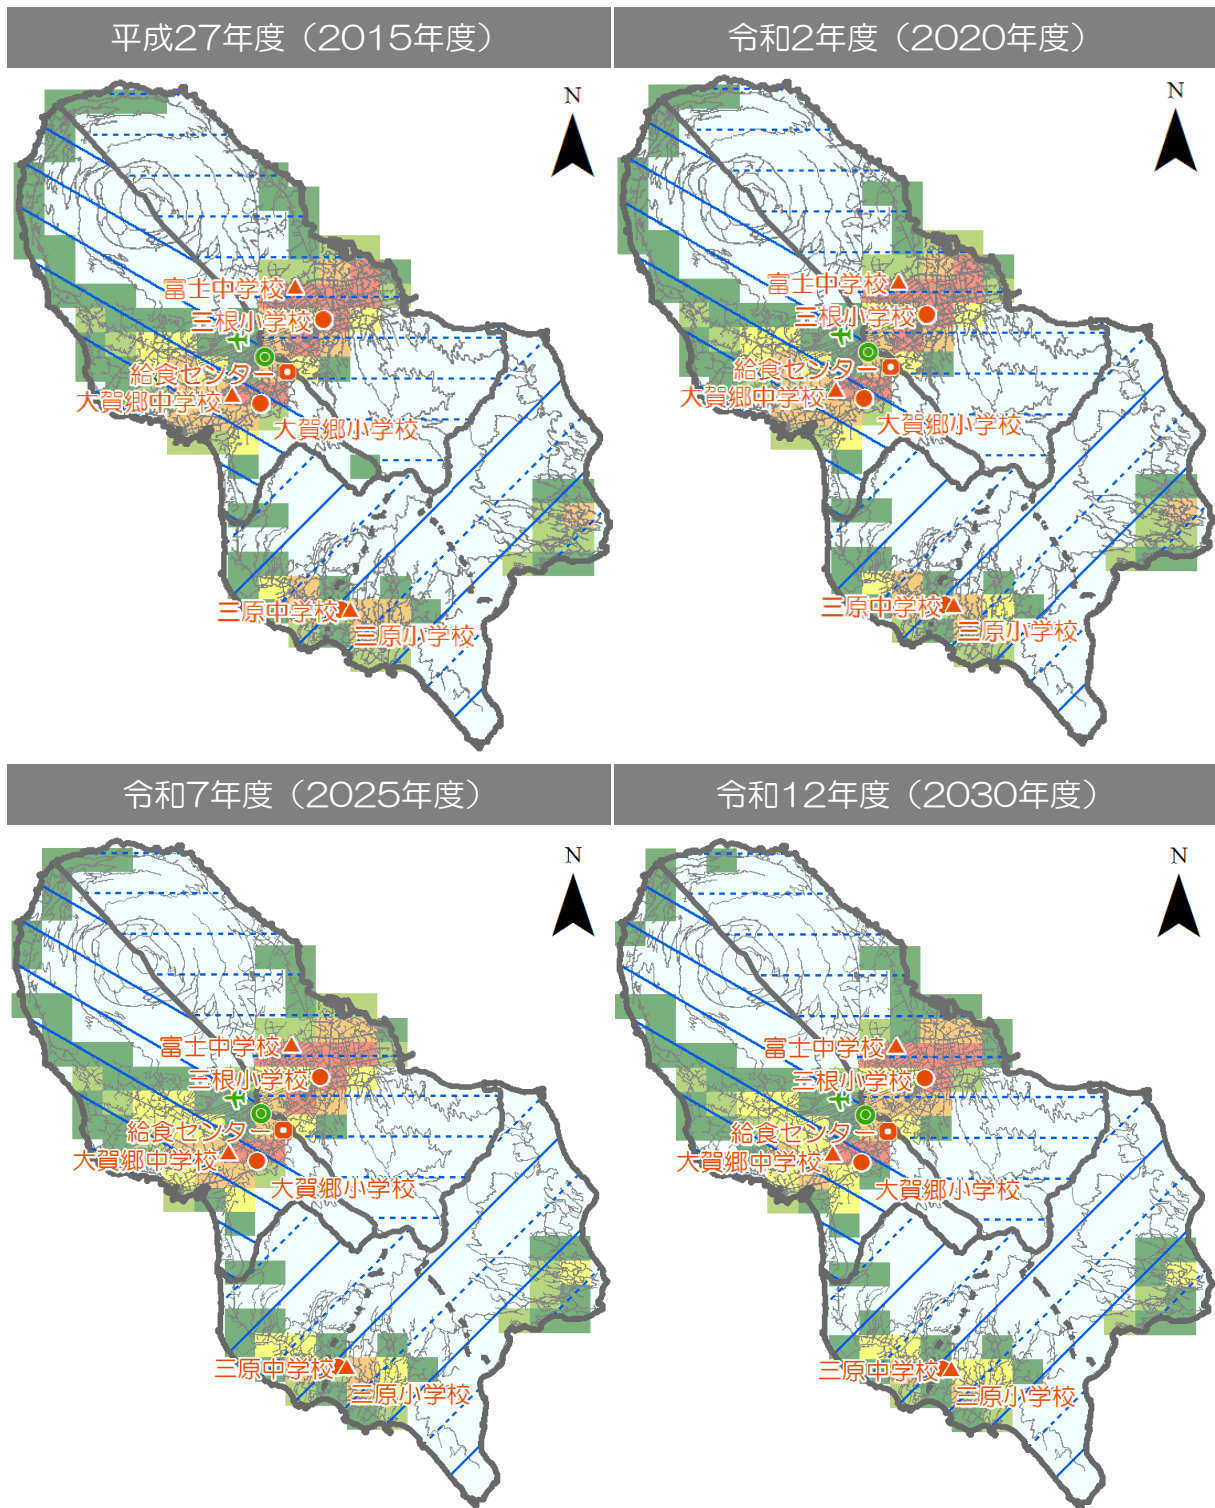 平成27年度（2015年度）
令和2年度（2020年度）
N
富士中学校
三根小学校
給食センター
大賀郷中学校
大賀郷小学校
三原中学校
三原小学校
N
富士中学校
三根小学校
給食センター
大賀郷中学校
大賀郷小学校
三原中学校
三原小学校
令和7年度（2025年度）
令和12年度（2030年度）
N
富士中学校
三根小学校
給食センター
大賀郷中学校
大賀郷小学校
三原中学校
三原小学校
N
富士中学校
三根小学校
給食センター
大賀郷中学校
大賀郷小学校
三原中学校
三原小学校